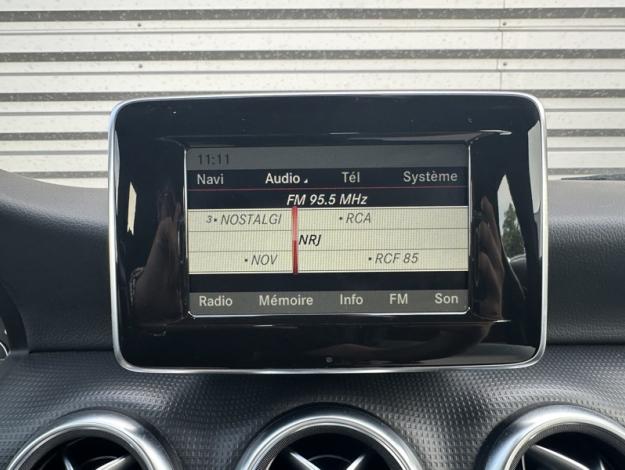 11:11
Navi Audio Tél Système
FM 95.5 MHz
3• NOSTALGI • RCA
NRJ
• NOV • RCF 85
Radio Mémoire Info FM Son